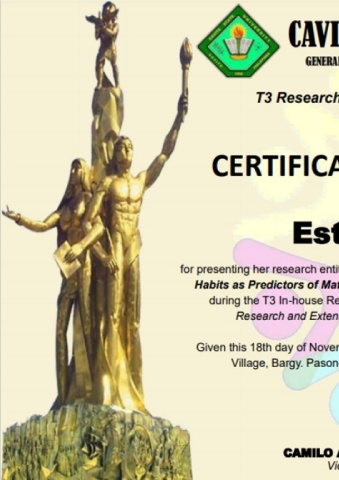 CAVI
GENERAL
T3 Research
CERTIFICA
Est
for presenting her research entit
Habits as Predictors of Mat
during the T3 In-house Re
Research and Exten
Given this 18th day of Nover
Village, Bargy. Pason
CAMILO A
Vic